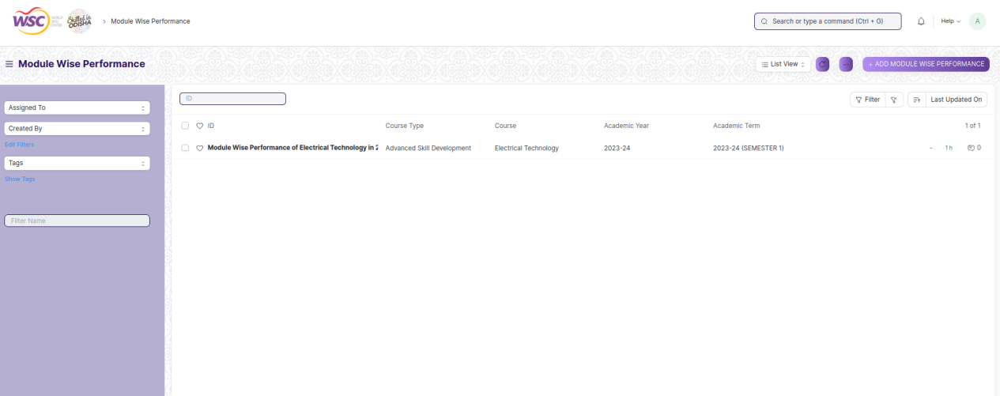 WSC WORLD SKILL CENTER Skilled in ODISHA > Module Wise Performance
Search or type a command (Ctrl + G)
Help
A
Module Wise Performance
List View
...
+ ADD MODULE WISE PERFORMANCE
Assigned To
Created By
Edit Filters
Tags
Show Tags
Filter Name
ID
Filter
Last Updated On
ID Course Type Course Academic Year Academic Term 1 of 1
Module Wise Performance of Electrical Technology in 2 Advanced Skill Development Electrical Technology 2023-24 2023-24 (SEMESTER 1) - 1 h 0